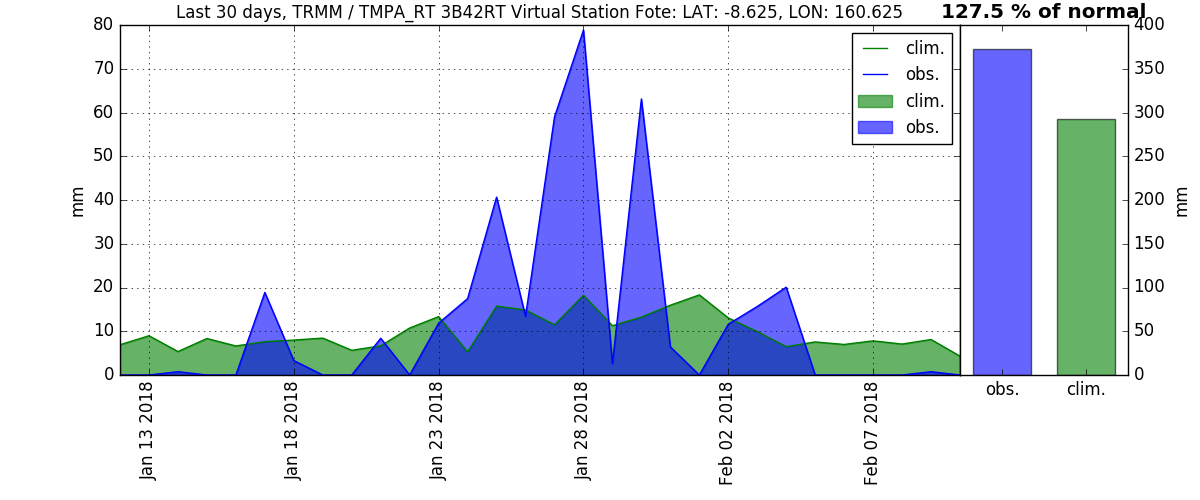 Last 30 days, TRMM / TMPA_RT 3B42RT Virtual Station Fote: LAT: -8.625, LON: 160.625
127.5 % of normal
80
70
60
50
40
30
20
10
0
mm
Jan 13 2018
Jan 18 2018
Jan 23 2018
Jan 28 2018
Feb 02 2018
Feb 07 2018
clim.
obs.
clim.
obs.
400
350
300
250
200
150
100
50
0
mm
obs.
clim.